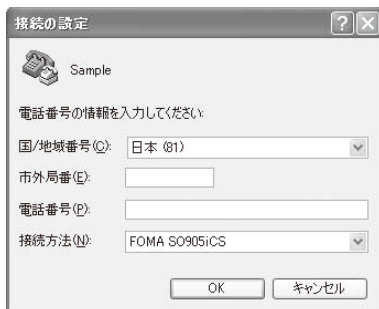 接続の設定
Sample
電話番号の情報を入力してください:
国/地域番号(C): 日本 (81)
市外局番(E):
電話番号(P):
接続方法(N): FOMA SO905iCS
OK キャンセル